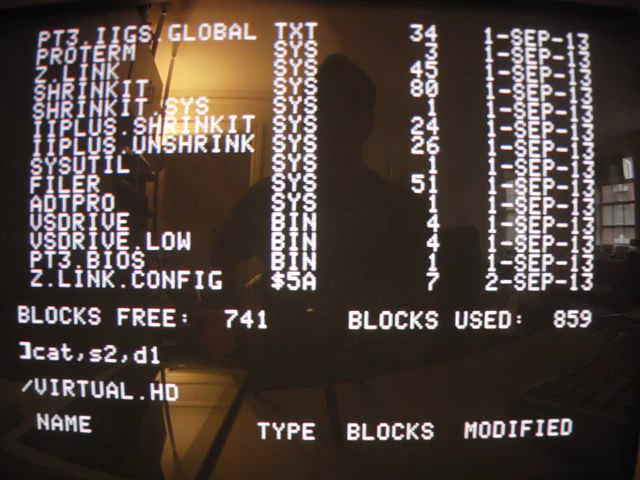 PT3.IIGS.GLOBAL TXT 34 1-SEP-13
PROTERM SYS 3 1-SEP-13
Z.LINK SYS 45 1-SEP-13
SHRINKIT SYS 80 1-SEP-13
SHRINKIT.SYS SYS 1 1-SEP-13
IIPLUS.SHRINKIT SYS 24 1-SEP-13
IIPLUS.UNSHRINK SYS 26 1-SEP-13
SYSUTIL SYS 1 1-SEP-13
FILER SYS 51 1-SEP-13
ADTPRO SYS 1 1-SEP-13
VSDRIVE BIN 4 1-SEP-13
VSDRIVE.LOW BIN 4 1-SEP-13
PT3.BIOS BIN 1 1-SEP-13
Z.LINK.CONFIG $5A 7 2-SEP-13
BLOCKS FREE: 741 BLOCKS USED: 859
]cat,s2,d1
/VIRTUAL.HD
NAME TYPE BLOCKS MODIFIED